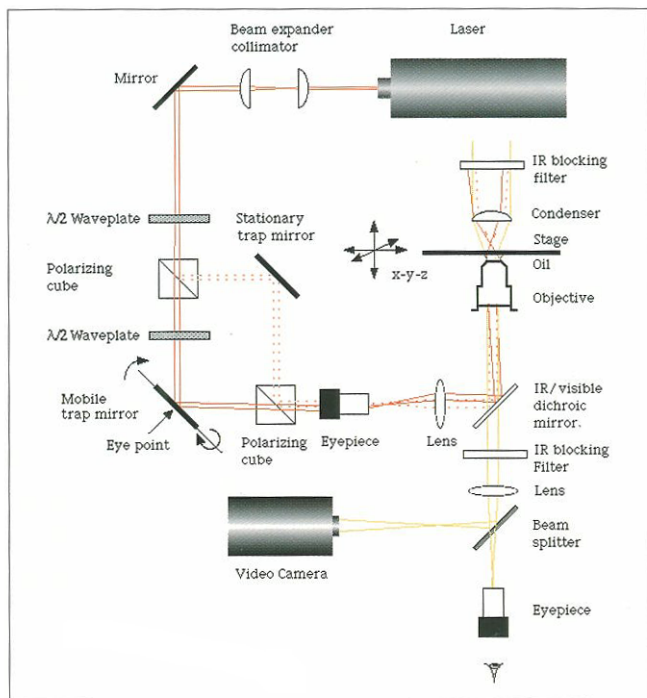 Beam expander
collimator
Laser
Mirror
IR blocking
filter
Condenser
λ/2 Waveplate
Stationary
trap mirror
Stage
Oil
x-y-z
Polarizing
cube
Objective
λ/2 Waveplate
Mobile
trap mirror
IR/visible
dichroic
mirror.
Eye point
Polarizing
cube
Eyepiece
Lens
IR blocking
Filter
Lens
Beam
splitter
Video Camera
Eyepiece